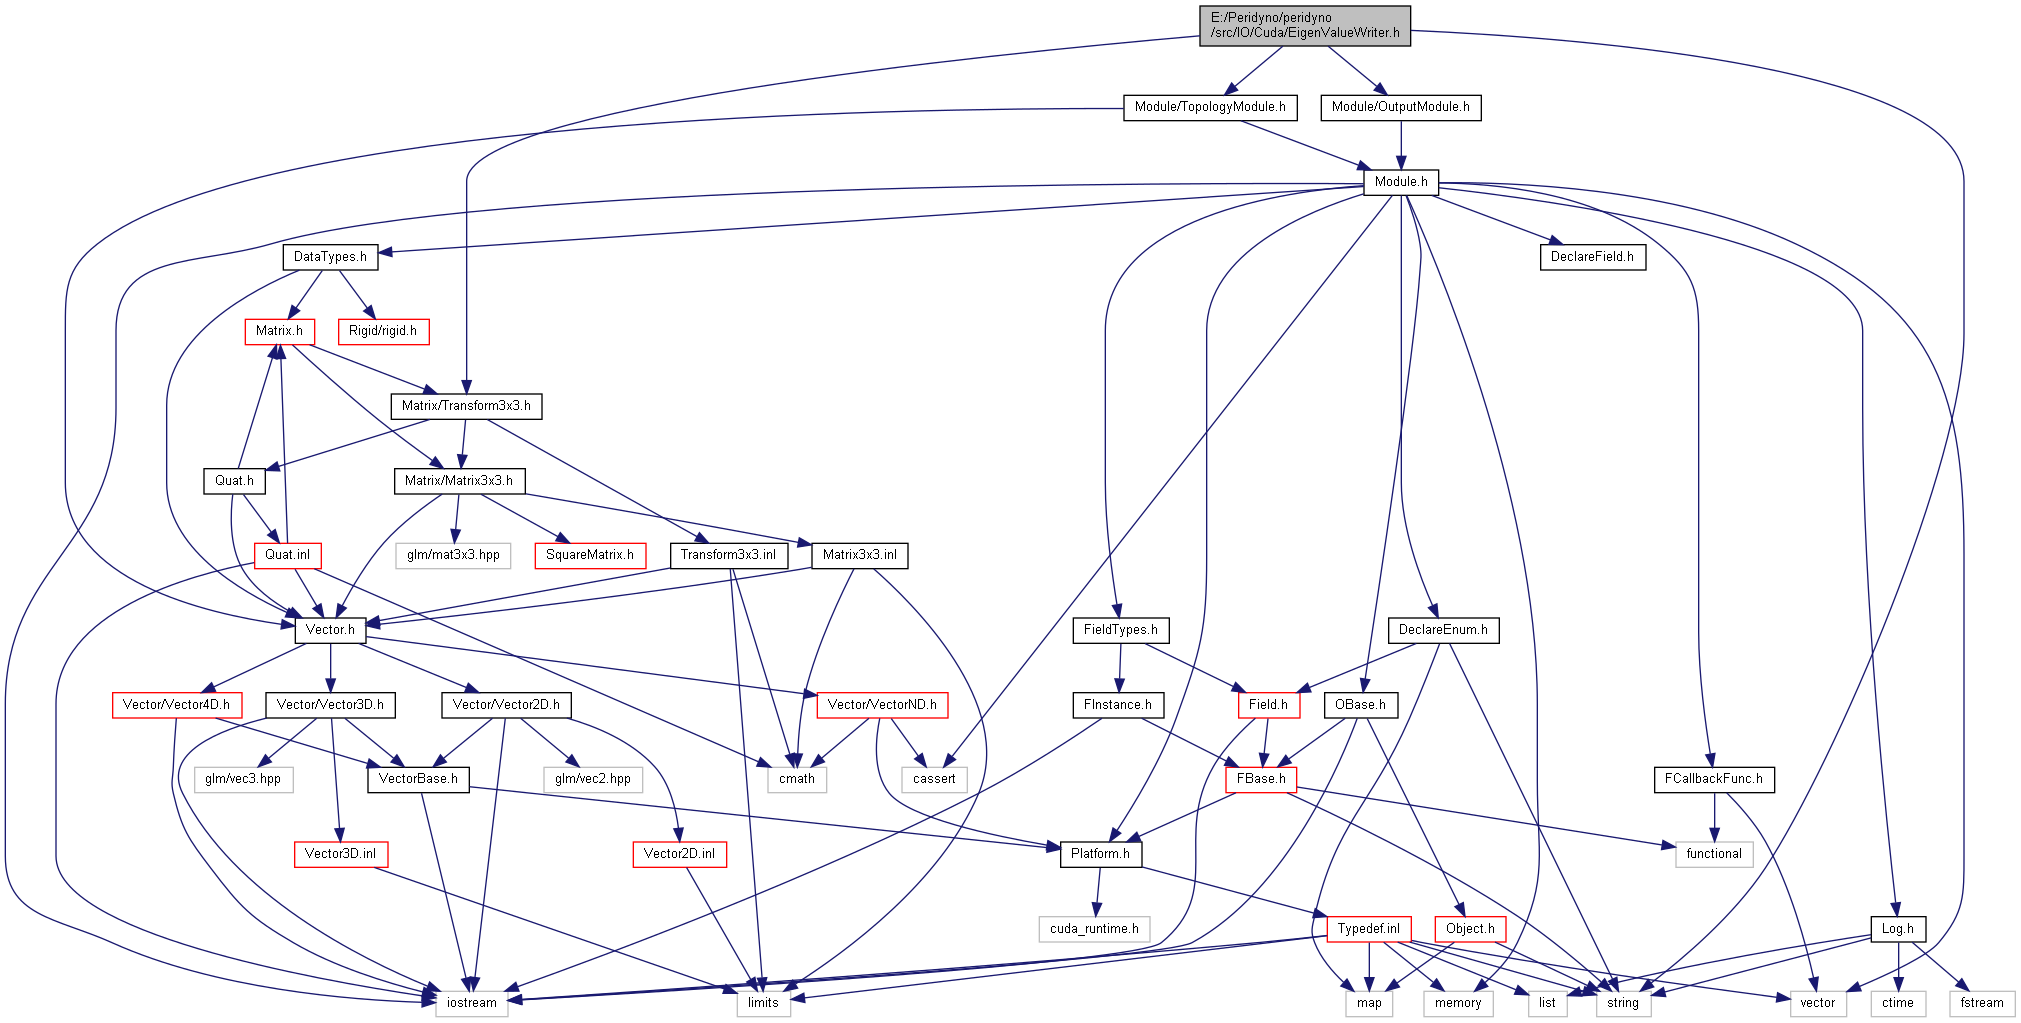 E:/Peridyno/peridyno
/src/IO/Cuda/EigenValueWriter.h
Module/TopologyModule.h
Module/OutputModule.h
Module.h
DataTypes.h
DeclareField.h
Matrix.h
Rigid/rigid.h
Matrix/Transform3x3.h
Quat.h
Matrix/Matrix3x3.h
Quat.inl
glm/mat3x3.hpp
SquareMatrix.h
Transform3x3.inl
Matrix3x3.inl
Vector.h
FieldTypes.h
DeclareEnum.h
Vector/Vector4D.h
Vector/Vector3D.h
Vector/Vector2D.h
Vector/VectorND.h
FInstance.h
Field.h
OBase.h
glm/vec3.hpp
VectorBase.h
glm/vec2.hpp
cmath
cassert
FBase.h
FCallbackFunc.h
Vector3D.inl
Vector2D.inl
Platform.h
functional
cuda_runtime.h
Typedef.inl
Object.h
Log.h
iostream
limits
map
memory
list
string
vector
ctime
fstream